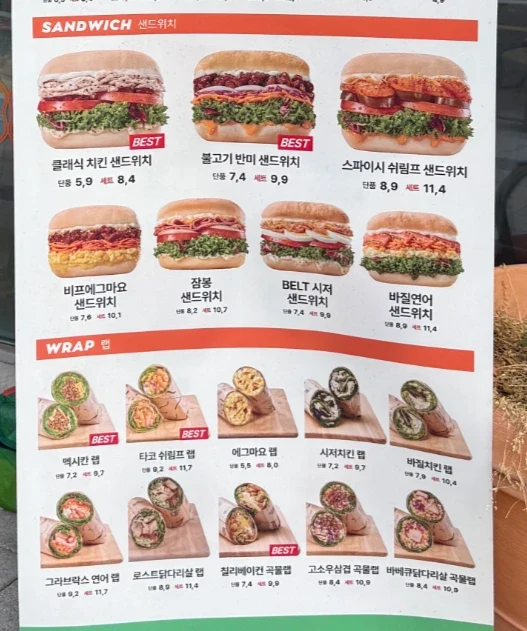 SANDWICH 샌드위치
BEST
BEST
클래식 치킨 샌드위치
불고기 반미 샌드위치
스파이시 쉬림프 샌드위치
단품 5,9 세트 8,4
단품 7,4 세트 9,9
단품 8,9 세트 11,4
비프에그마요
샌드위치
잠봉
샌드위치
BELT 시저
샌드위치
바질연어
샌드위치
단품 7,6 세트 10,1
단품 8,2 세트 10,7
단품 7,4 세트 9,9
단품 8,9 세트 11,4
WRAP 랩
BEST
BEST
멕시칸 랩
타코 쉬림프 랩
에그마요 랩
시저치킨 랩
바질치킨 랩
단품 7,2 세트 9,7
단품 9,2 세트 11,7
단품 5,5 세트 8,0
단품 7,2 세트 9,7
단품 7,9 세트 10,4
BEST
그라브락스 연어 랩
로스트닭다리살 랩
칠리베이컨 곡물랩
고소우삼겹 곡물랩
바베큐닭다리살 곡물랩
단품 9,2 세트 11,7
단품 8,9 세트 11,4
단품 7,4 세트 9,9
단품 8,4 세트 10,9
단품 8,4 세트 10,9